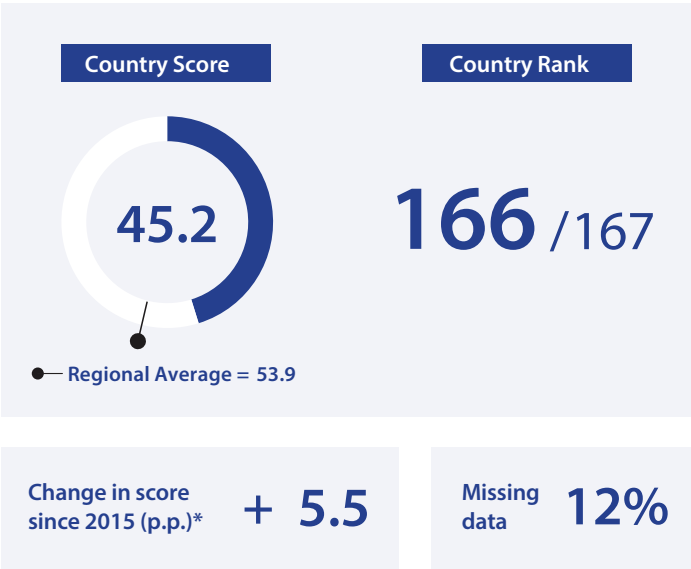 Country Score
Country Rank
45.2
166 /167
Regional Average = 53.9
Change in score
since 2015 (p.p.)*
+ 5.5
Missing
data
12%